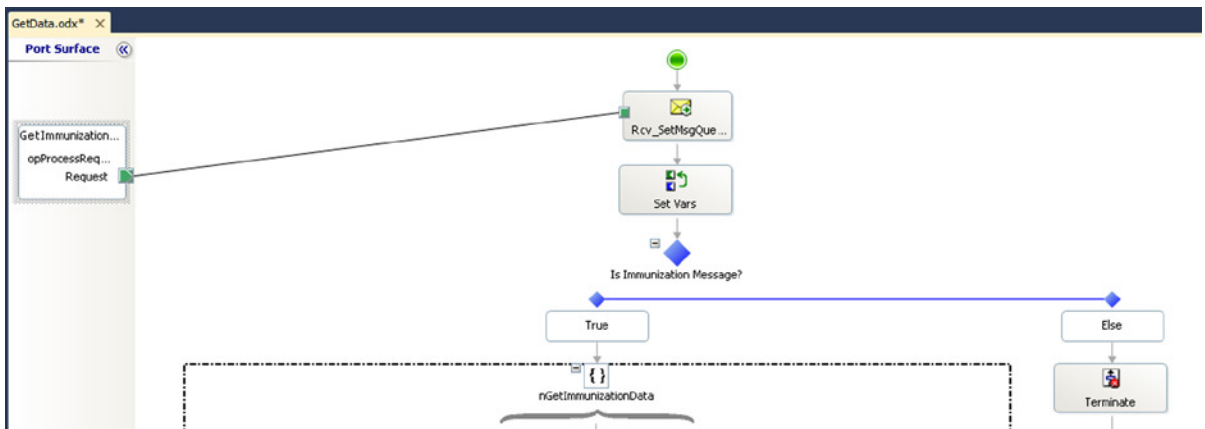 GetData.odx* X
Port Surface
GetImmunization...
opProcessReq...
Request
Rcv_SetMsgQue...
Set Vars
Is Immunization Message?
True
Else
{ }
nGetImmunizationData
Terminate